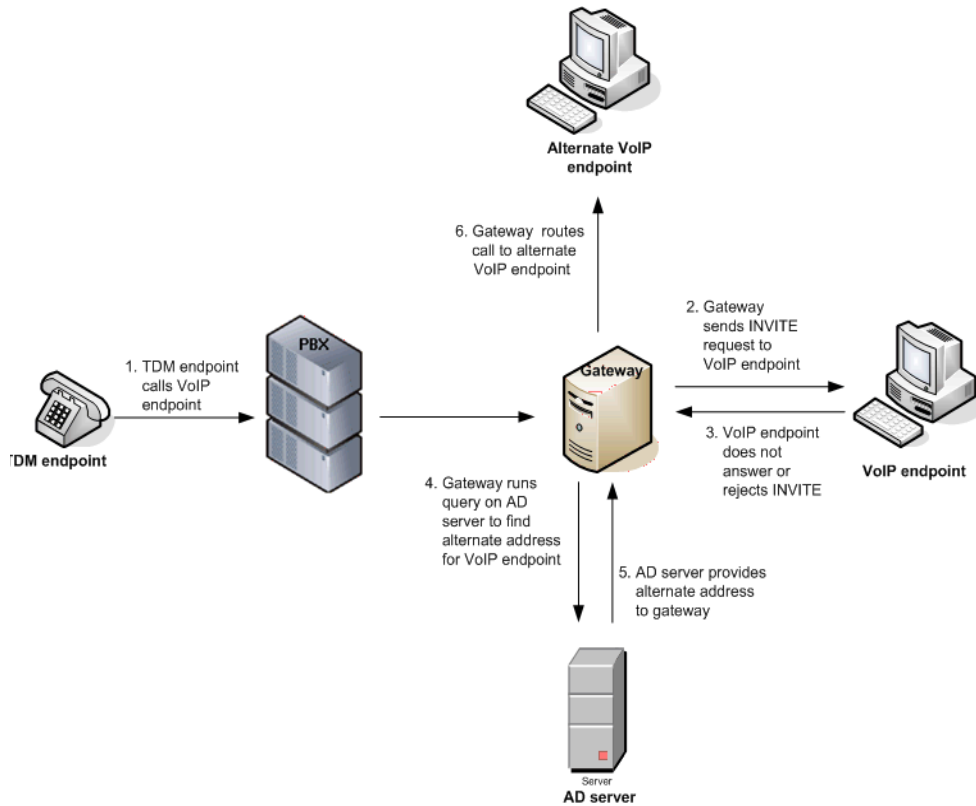 Alternate VoIP
endpoint
6. Gateway routes
call to alternate
VoIP endpoint
2. Gateway
sends INVITE
request to
VoIP endpoint
PBX
Gateway
1. TDM endpoint
calls VoIP
endpoint
TDM endpoint
3. VoIP endpoint
does not
answer or
rejects INVITE
VoIP endpoint
4. Gateway runs
query on AD
server to find
alternate address
for VoIP endpoint
5. AD server provides
alternate address
to gateway
Server
AD server